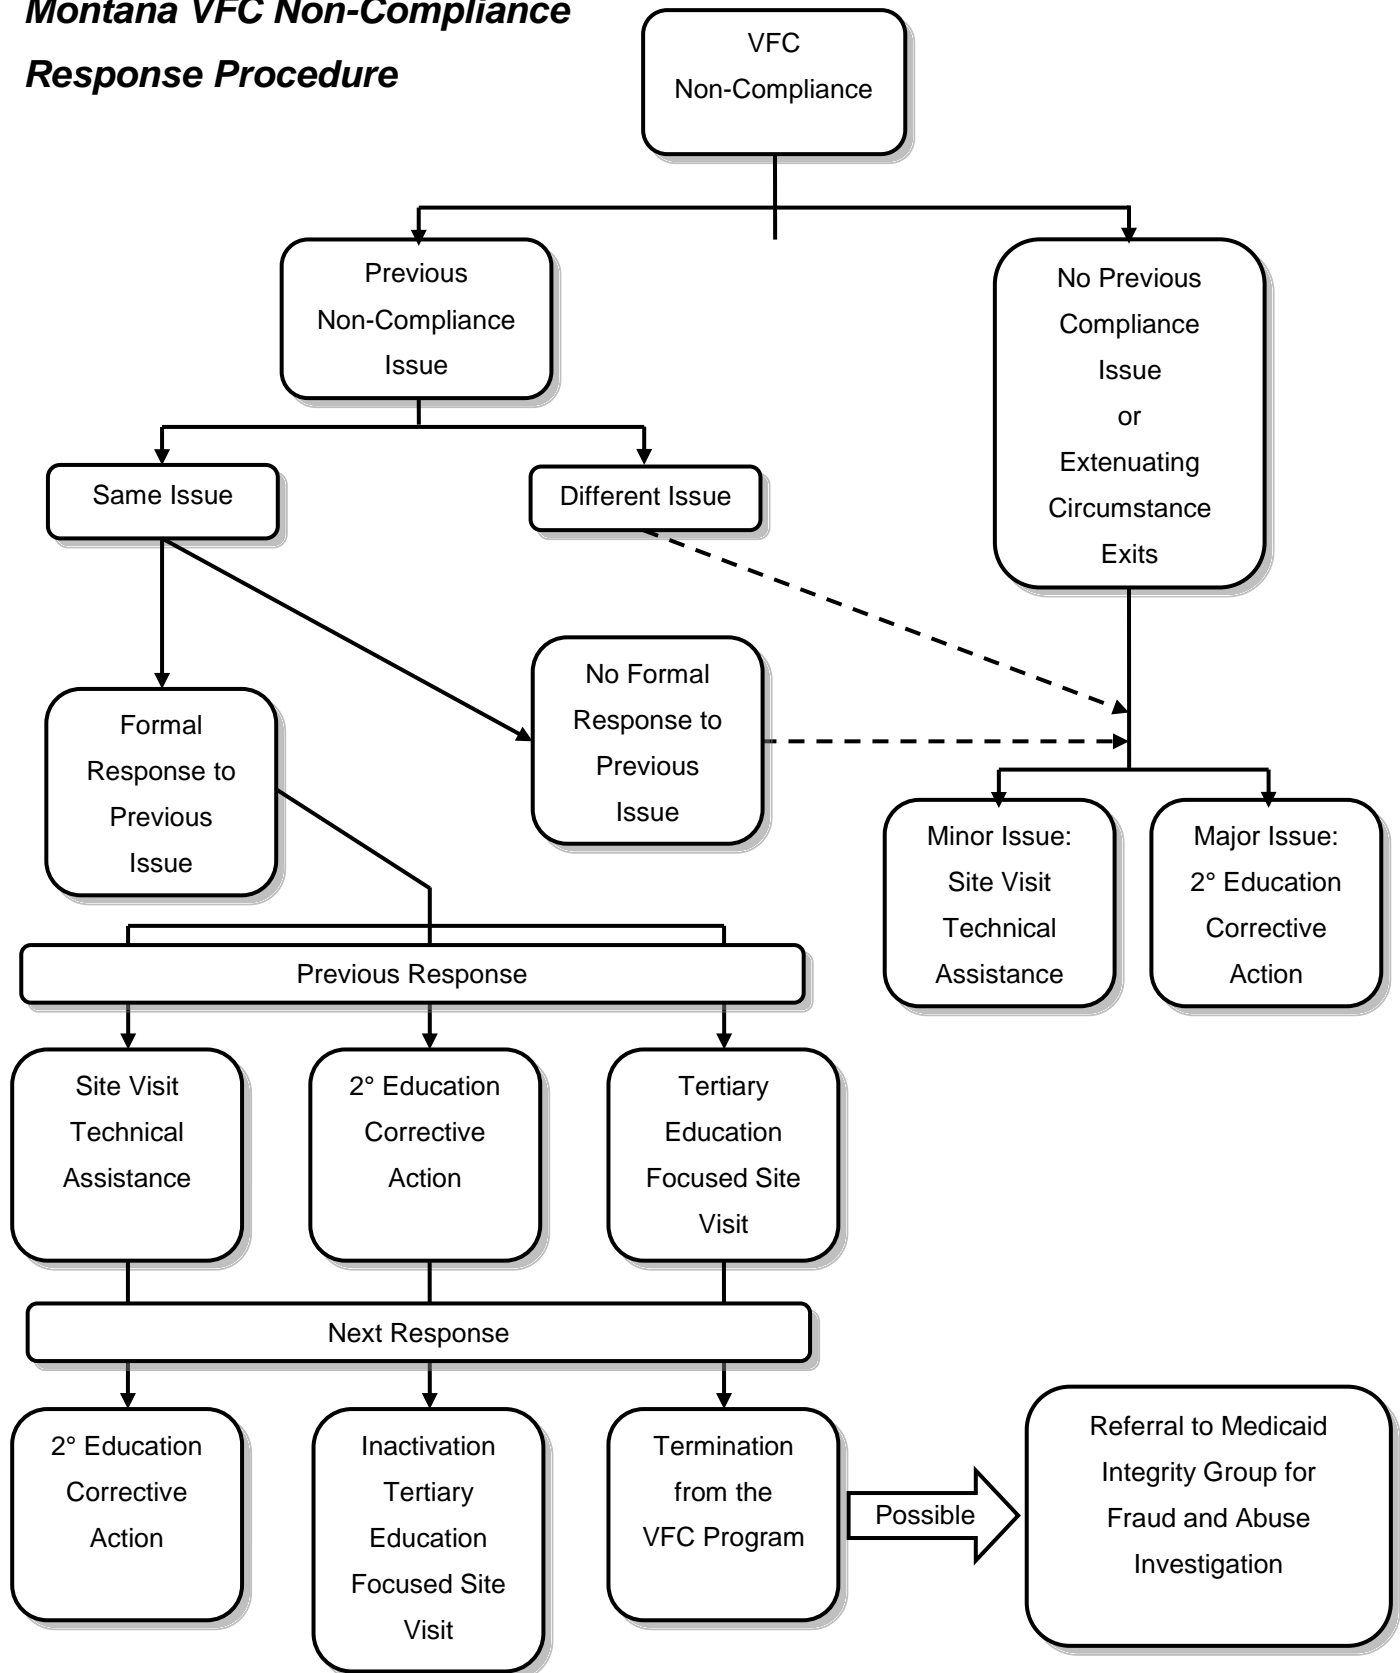 Montana VFC Non-Compliance
Response Procedure
VFC
Non-Compliance
Previous
Non-Compliance
Issue
No Previous
Compliance
Issue
or
Extenuating
Circumstance
Exits
Same Issue
Different Issue
Formal
Response to
Previous
Issue
No Formal
Response to
Previous
Issue
Minor Issue:
Site Visit
Technical
Assistance
Major Issue:
2° Education
Corrective
Action
Previous Response
Site Visit
Technical
Assistance
2° Education
Corrective
Action
Tertiary
Education
Focused Site
Visit
Next Response
2° Education
Corrective
Action
Inactivation
Tertiary
Education
Focused Site
Visit
Termination
from the
VFC Program
Possible
Referral to Medicaid
Integrity Group for
Fraud and Abuse
Investigation